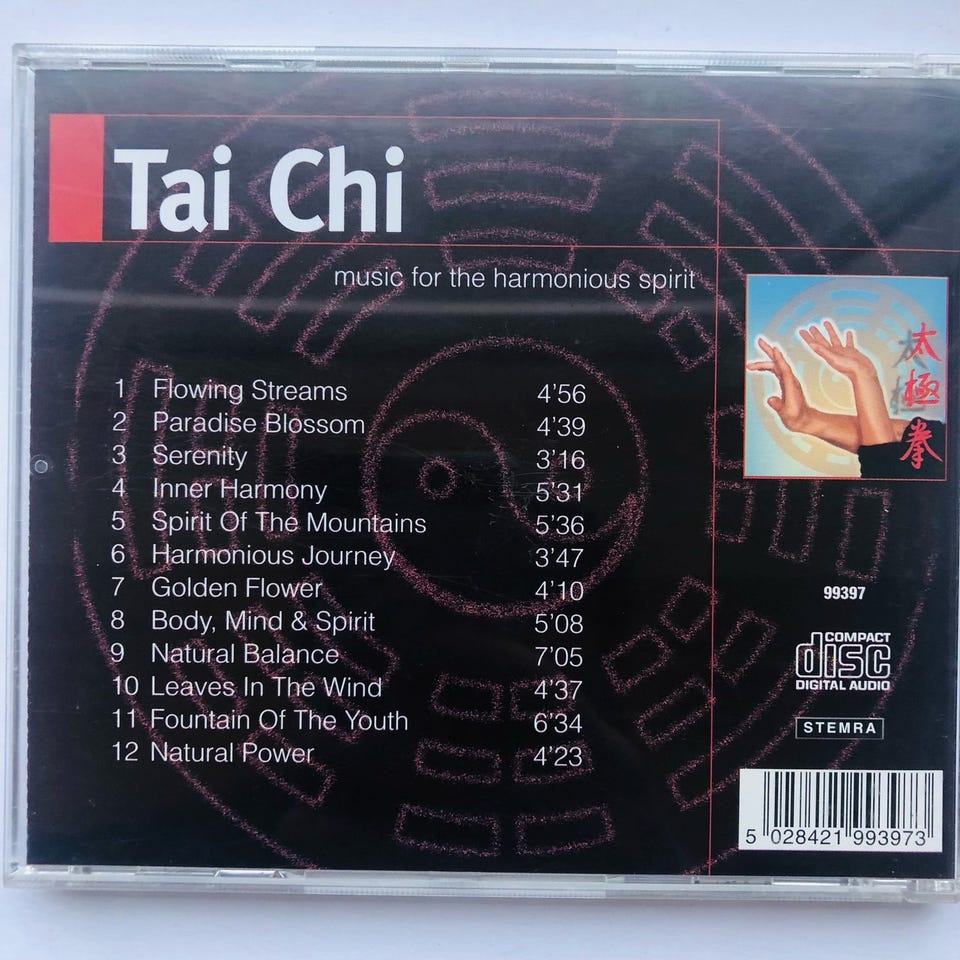 Tai Chi
music for the harmonious spirit
1 Flowing Streams 4'56
2 Paradise Blossom 4'39
3 Serenity 3'16
4 Inner Harmony 5'31
5 Spirit Of The Mountains 5'36
6 Harmonious Journey 3'47
7 Golden Flower 4'10
8 Body, Mind & Spirit 5'08
9 Natural Balance 7'05
10 Leaves In The Wind 4'37
11 Fountain Of The Youth 6'34
12 Natural Power 4'23
太極拳
99397
COMPACT
disc
DIGITAL AUDIO
STEMRA
5 028421 993973